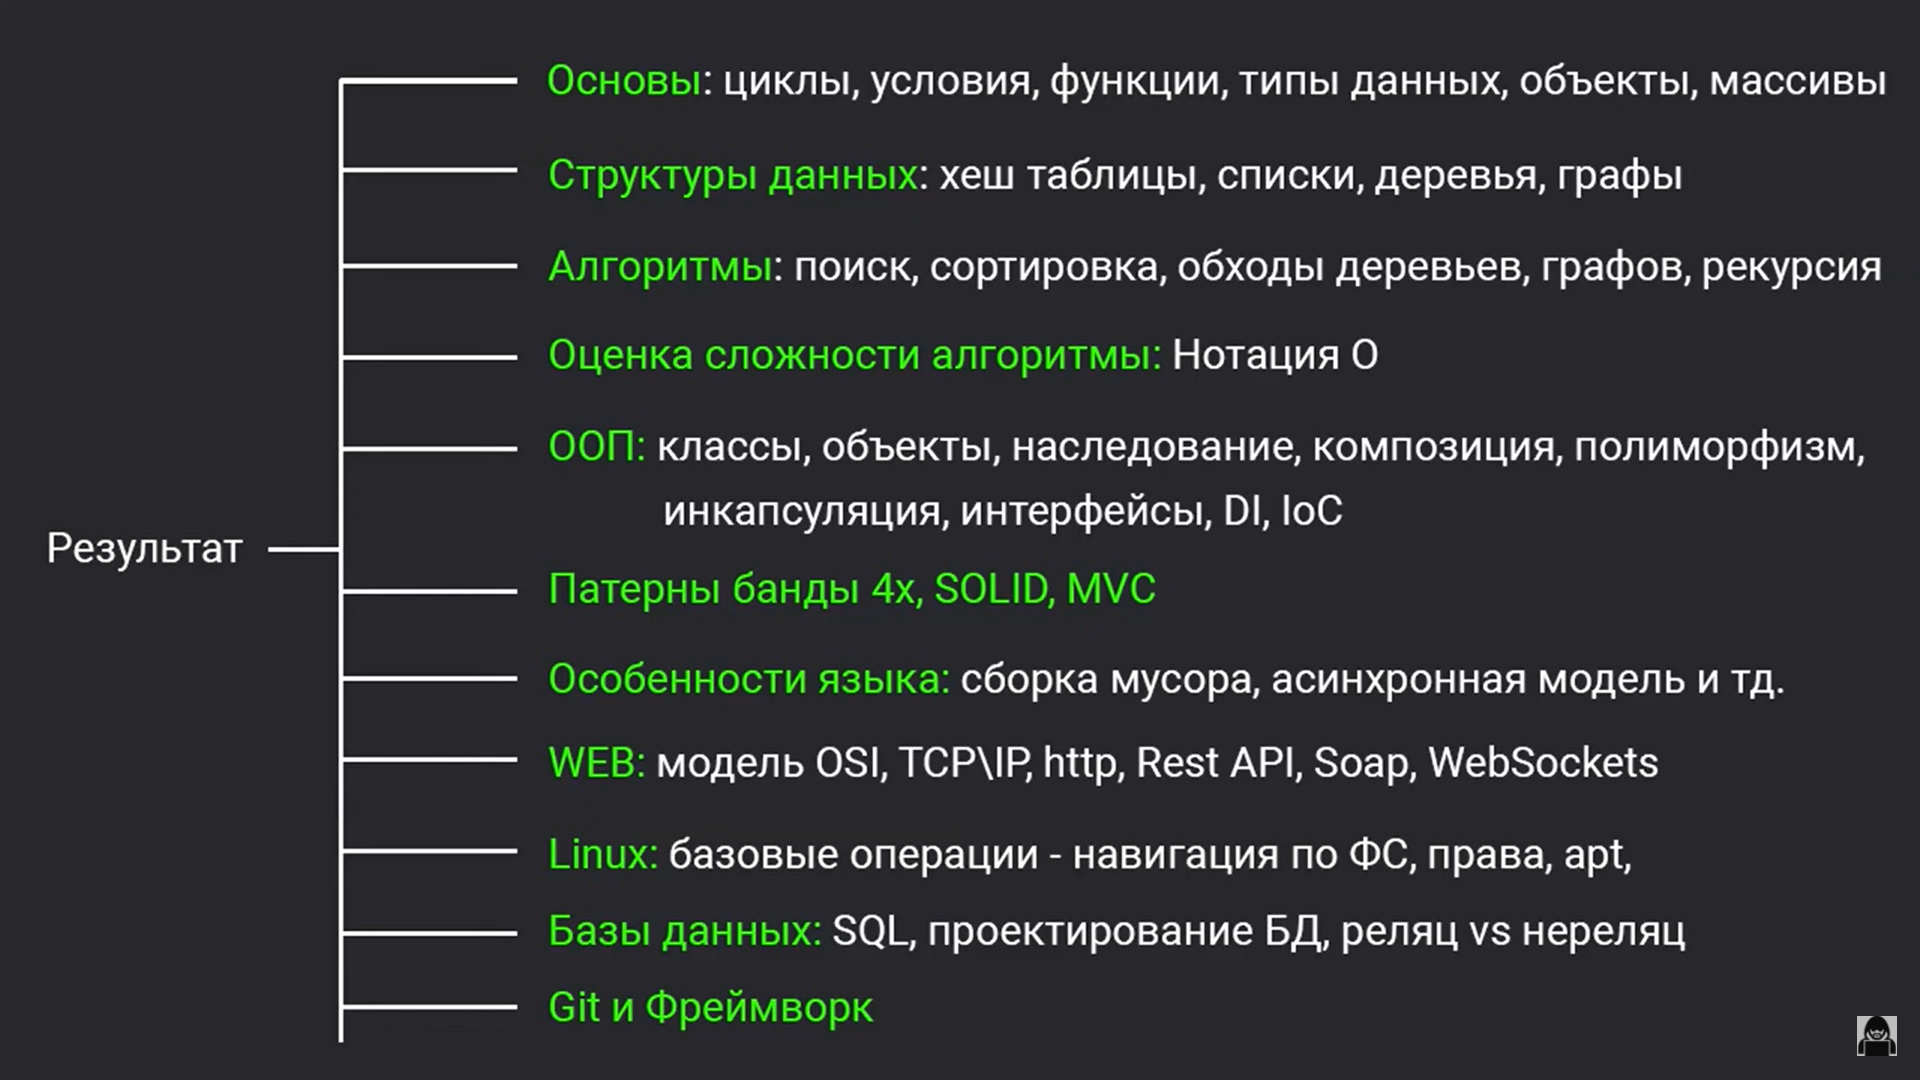 Основы: циклы, условия, функции, типы данных, объекты, массивы
Структуры данных: хеш таблицы, списки, деревья, графы
Алгоритмы: поиск, сортировка, обходы деревьев, графов, рекурсия
Оценка сложности алгоритмы: Нотация О
ООП: классы, объекты, наследование, композиция, полиморфизм,
инкапсуляция, интерфейсы, DI, IoC
Результат
Патерны банды 4х, SOLID, MVC
Особенности языка: сборка мусора, асинхронная модель и тд.
WEB: модель OSI, TCP\IP, http, Rest API, Soap, WebSockets
Linux: базовые операции - навигация по ФС, права, apt,
Базы данных: SQL, проектирование БД, реляц vs нереляц
Git и Фреймворк